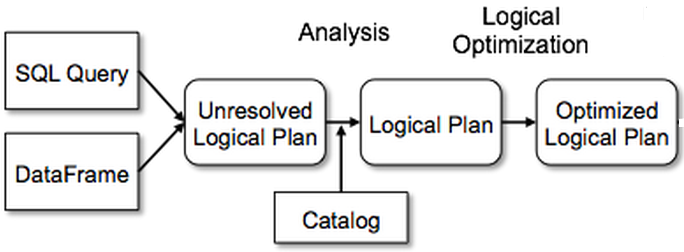 Analysis
Logical
Optimization
SQL Query
DataFrame
Unresolved
Logical Plan
Logical Plan
Optimized
Logical Plan
Catalog